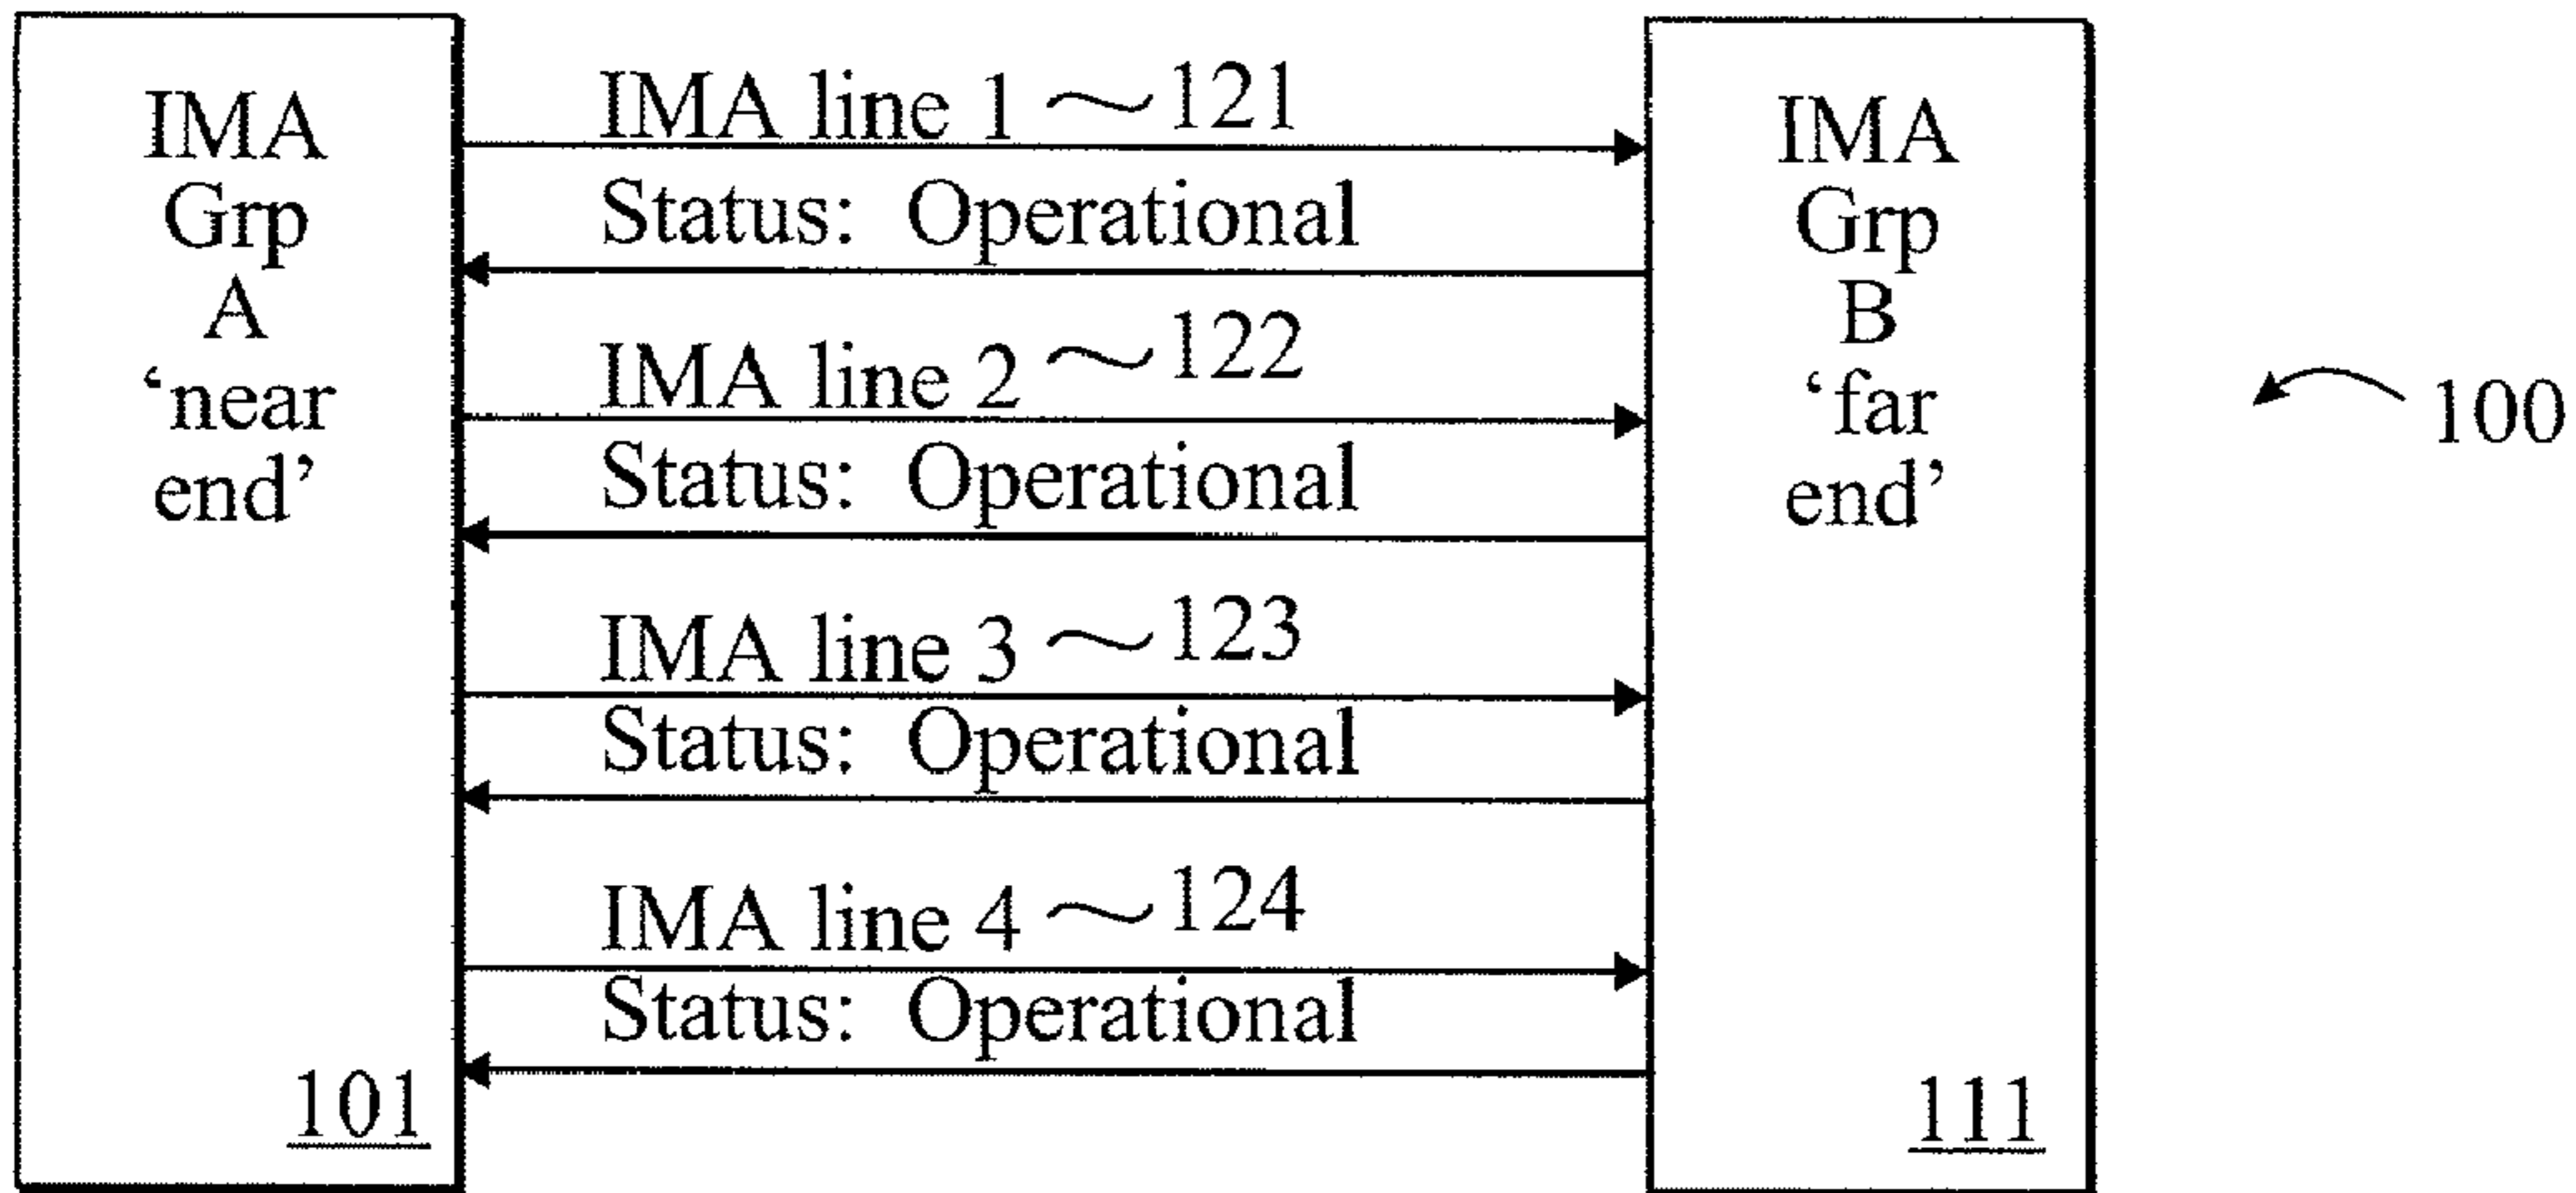 IMA
Grp
A
‘near
end’
101
IMA line 1 121
Status: Operational
IMA line 2 122
Status: Operational
IMA line 3 123
Status: Operational
IMA line 4 124
Status: Operational
IMA
Grp
B
‘far
end’
111
100